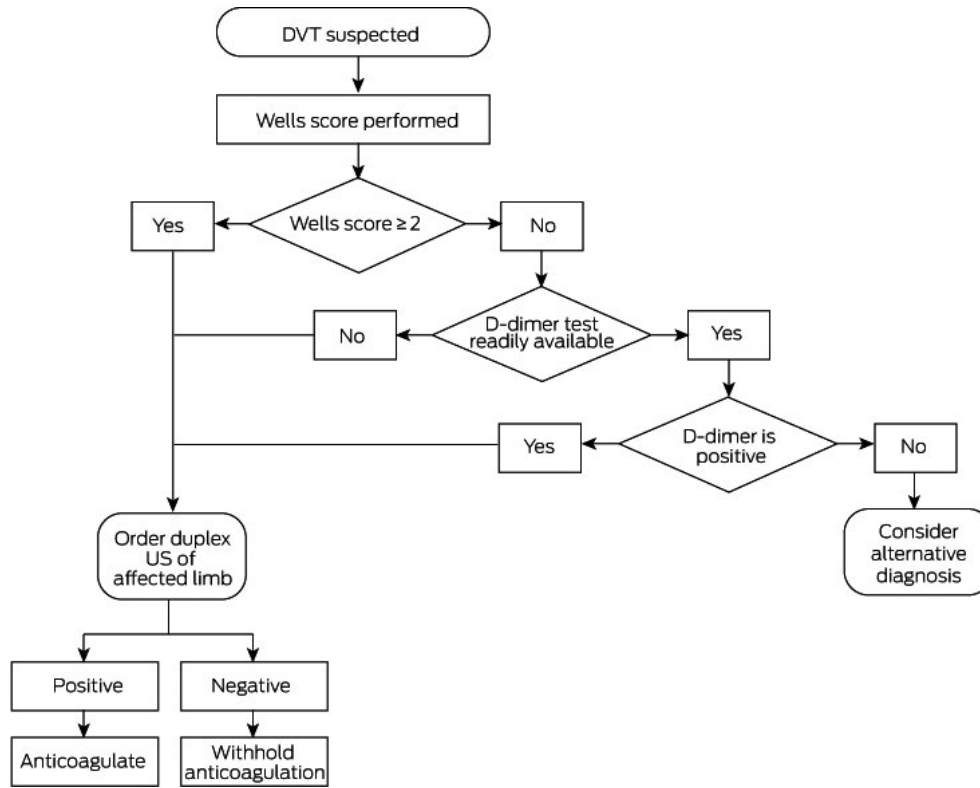 DVT suspected
Wells score performed
Yes
Wells score ≥ 2
No
No
D-dimer test
readily available
Yes
Yes
D-dimer is
positive
No
Order duplex
US of
affected limb
Consider
alternative
diagnosis
Positive
Negative
Anticoagulate
Withhold
anticoagulation